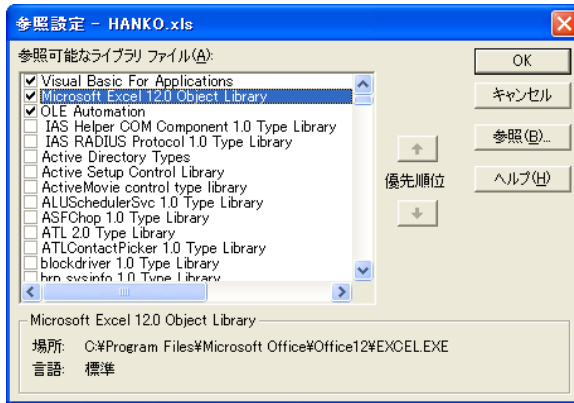 参照設定 - HANKO.xls
参照可能なライブラリ ファイル(A):
Visual Basic For Applications
Microsoft Excel 12.0 Object Library
OLE Automation
IAS Helper COM Component 1.0 Type Library
IAS RADIUS Protocol 1.0 Type Library
Active Directory Types
Active Setup Control Library
ActiveMovie control type library
ALUSchedulerSvc 1.0 Type Library
ASFChop 1.0 Type Library
ATL 2.0 Type Library
ATLContactPicker 1.0 Type Library
blockdriver 1.0 Type Library
brp sysinfo 1.0 Type Library
優先順位
OK
キャンセル
参照(B)...
ヘルプ(H)
Microsoft Excel 12.0 Object Library
場所: C:¥Program Files¥Microsoft Office¥Office12¥EXCEL.EXE
言語: 標準